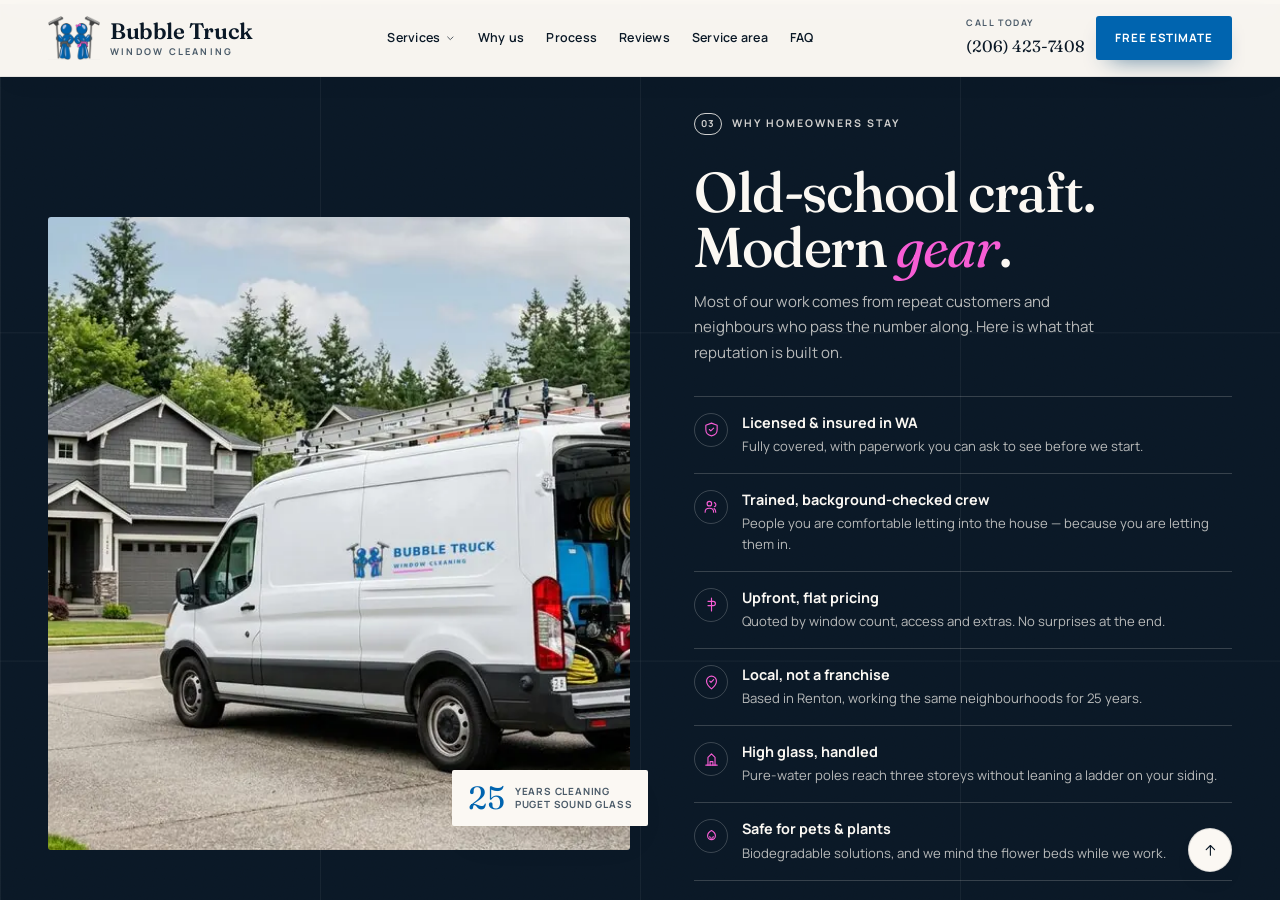 Bubble Truck
WINDOW CLEANING
Services
Why us
Process
Reviews
Service area
FAQ
CALL TODAY
(206) 423-7408
FREE ESTIMATE
03
WHY HOMEOWNERS STAY
Old-school craft.
Modern gear.
Most of our work comes from repeat customers and
neighbours who pass the number along. Here is what that
reputation is built on.
Licensed & insured in WA
Fully covered, with paperwork you can ask to see before we start.
Trained, background-checked crew
People you are comfortable letting into the house — because you are letting
them in.
Upfront, flat pricing
Quoted by window count, access and extras. No surprises at the end.
Local, not a franchise
Based in Renton, working the same neighbourhoods for 25 years.
High glass, handled
Pure-water poles reach three storeys without leaning a ladder on your siding.
Safe for pets & plants
Biodegradable solutions, and we mind the flower beds while we work.
BUBBLE TRUCK
WINDOW CLEANING
25
YEARS CLEANING
PUGET SOUND GLASS